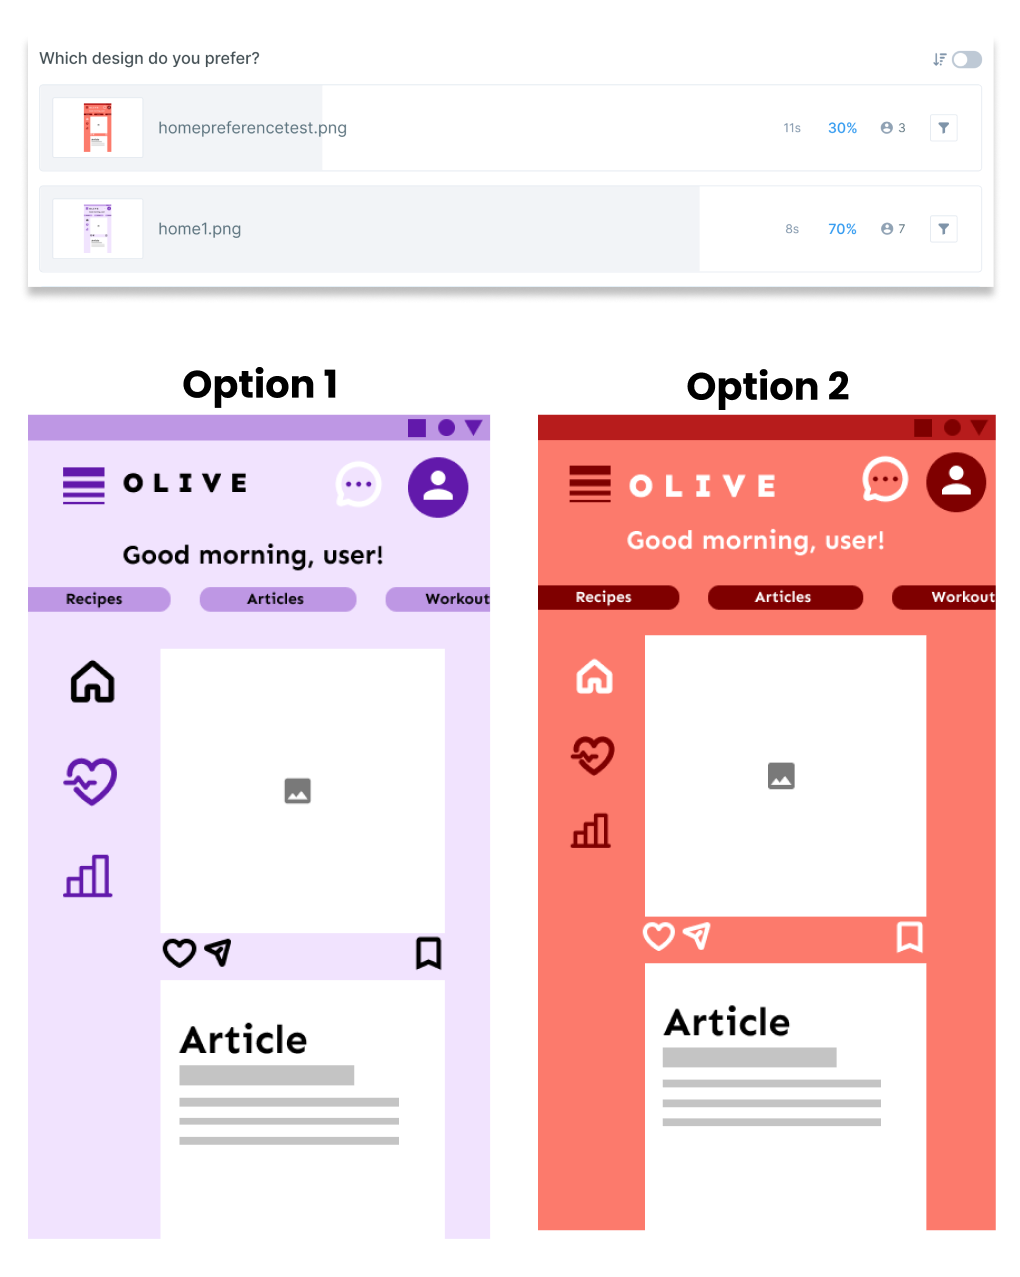 Which design do you prefer?
homepreferencetest.png 11s 30% 3
home1.png 8s 70% 7
Option 1
OLIVE
Good morning, user!
Recipes Articles Workout
Article
Option 2
OLIVE
Good morning, user!
Recipes Articles Workout
Article